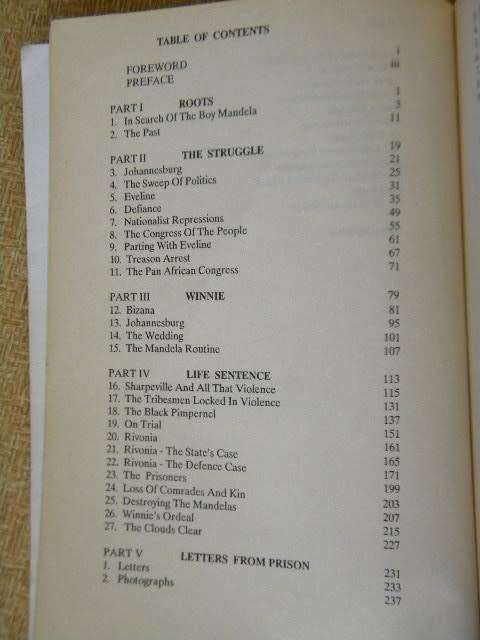 TABLE OF CONTENTS
FOREWORD i
PREFACE iii
PART I ROOTS 1
1. In Search Of The Boy Mandela 3
2. The Past 11
PART II THE STRUGGLE 19
3. Johannesburg 21
4. The Sweep Of Politics 25
5. Eveline 31
6. Defiance 35
7. Nationalist Repressions 49
8. The Congress Of The People 55
9. Parting With Eveline 61
10. Treason Arrest 67
11. The Pan African Congress 71
PART III WINNIE 79
12. Bizana 81
13. Johannesburg 95
14. The Wedding 101
15. The Mandela Routine 107
PART IV LIFE SENTENCE 113
16. Sharpeville And All That Violence 115
17. The Tribesmen Locked In Violence 131
18. The Black Pimpernel 137
19. On Trial 151
20. Rivonia 161
21. Rivonia - The State's Case 165
22. Rivonia - The Defence Case 171
23. The Prisoners 199
24. Loss Of Comrades And Kin 203
25. Destroying The Mandelas 207
26. Winnie's Ordeal 215
27. The Clouds Clear 227
PART V LETTERS FROM PRISON 231
1. Letters 233
2. Photographs 237